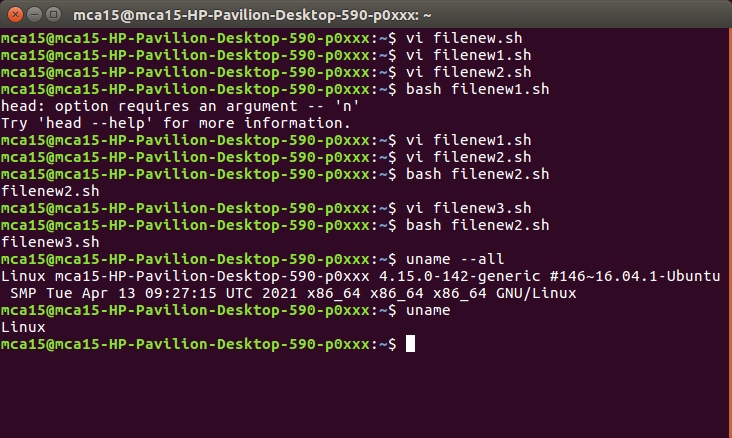 mca15@mca15-HP-Pavilion-Desktop-590-p0xxx: ~
mca15@mca15-HP-Pavilion-Desktop-590-p0xxx:~$ vi filenew.sh
mca15@mca15-HP-Pavilion-Desktop-590-p0xxx:~$ vi filenew1.sh
mca15@mca15-HP-Pavilion-Desktop-590-p0xxx:~$ vi filenew2.sh
mca15@mca15-HP-Pavilion-Desktop-590-p0xxx:~$ bash filenew1.sh
head: option requires an argument -- 'n'
Try 'head --help' for more information.
mca15@mca15-HP-Pavilion-Desktop-590-p0xxx:~$ vi filenew1.sh
mca15@mca15-HP-Pavilion-Desktop-590-p0xxx:~$ vi filenew2.sh
mca15@mca15-HP-Pavilion-Desktop-590-p0xxx:~$ bash filenew2.sh
filenew2.sh
mca15@mca15-HP-Pavilion-Desktop-590-p0xxx:~$ vi filenew3.sh
mca15@mca15-HP-Pavilion-Desktop-590-p0xxx:~$ bash filenew2.sh
filenew3.sh
mca15@mca15-HP-Pavilion-Desktop-590-p0xxx:~$ uname --all
Linux mca15-HP-Pavilion-Desktop-590-p0xxx 4.15.0-142-generic #146~16.04.1-Ubuntu
 SMP Tue Apr 13 09:27:15 UTC 2021 x86_64 x86_64 x86_64 GNU/Linux
mca15@mca15-HP-Pavilion-Desktop-590-p0xxx:~$ uname
Linux
mca15@mca15-HP-Pavilion-Desktop-590-p0xxx:~$